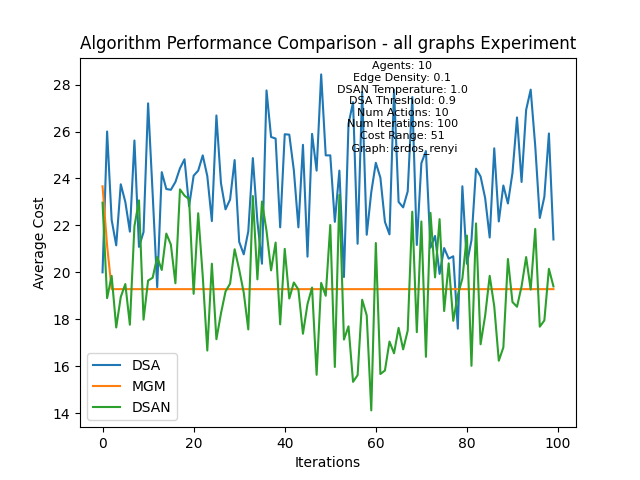 Algorithm Performance Comparison - all graphs Experiment
Agents: 10
Edge Density: 0.1
DSAN Temperature: 1.0
DSA Threshold: 0.9
Num Actions: 10
Num Iterations: 100
Cost Range: 51
Graph: erdos_renyi
28
26
24
22
20
18
16
14
Average Cost
DSA
MGM
DSAN
0
20
40
60
80
100
Iterations